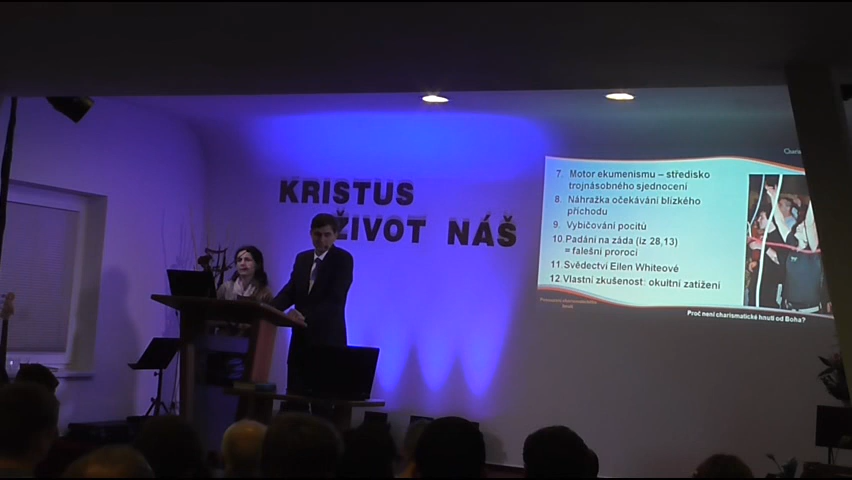 KRISTUS
ŽIVOT NÁŠ
7. Motor ekumenismu – středisko
trojnásobného sjednocení
8. Náhražka očekávání blízkého
příchodu
9. Vybičování pocitů
10. Padání na záda (iz 28,13)
= falešní proroci
11. Svědectví Ellen Whiteové
12. Vlastní zkušenost: okultní zatížení
Proč není charismatické hnutí od Boha?